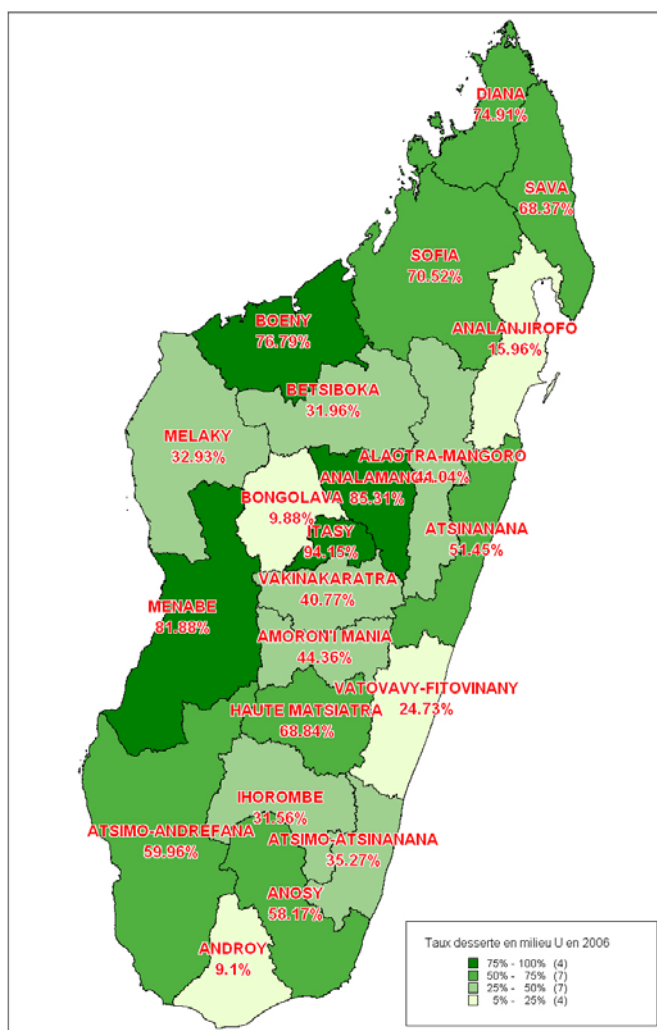 DIANA
74.91%
SAVA
68.37%
SOFIA
70.52%
BOENY
76.79%
ANALANJIROFO
15.96%
BETSIBOKA
31.96%
MELAKY
32.93%
ALAOTRA-MANGORO
44.04%
85.31%
BONGOLAVA
9.88%
ITASY
94.15%
ATSINANANA
51.45%
VAKINAKARATRA
40.77%
MENABE
81.88%
AMORON'I MANIA
44.36%
VATOVAVY-FITOVINANY
24.73%
HAUTE MATSIATRA
68.84%
IHOROMBE
31.56%
ATSIMO-ANDREFANA
59.96%
ATSIMO-ATSINANANA
35.27%
ANOSY
58.17%
ANDROY
9.1%
Taux desserte en milieu U en 2006
75% - 100% (4)
50% - 75% (7)
25% - 50% (7)
5% - 25% (4)